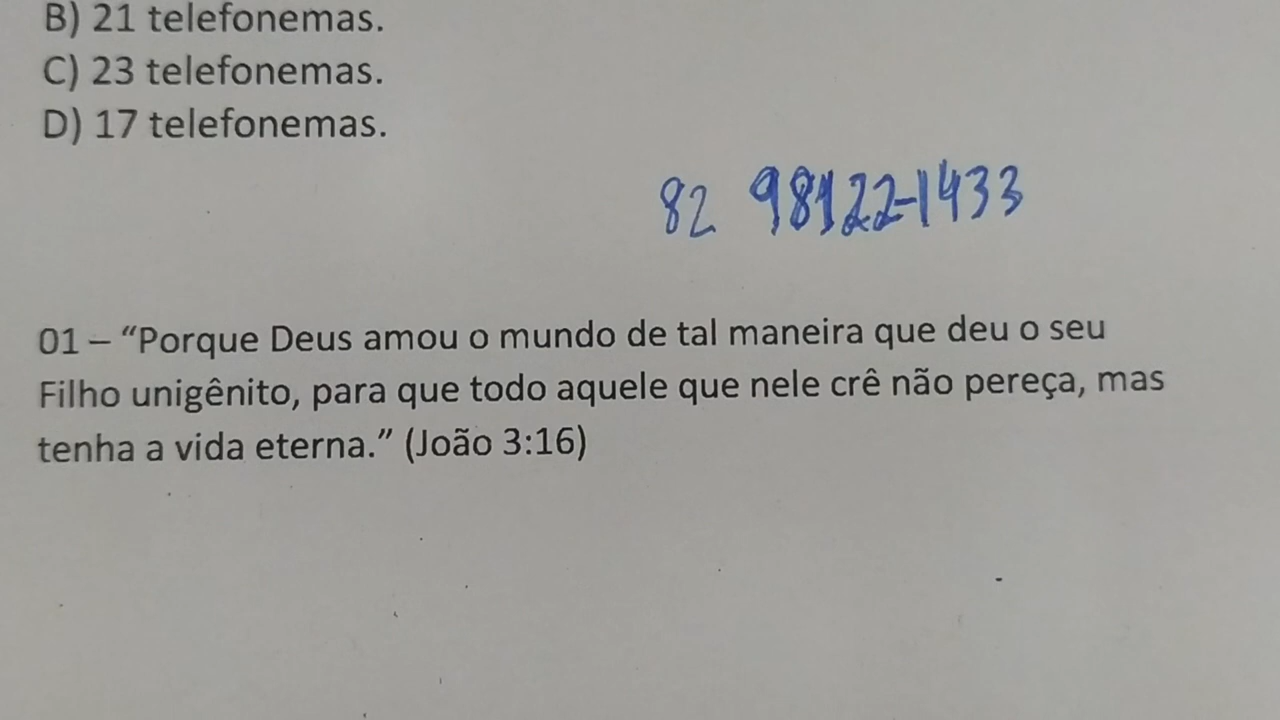 B) 21 telefonemas.
C) 23 telefonemas.
D) 17 telefonemas.
82 98122-1433
01 – “Porque Deus amou o mundo de tal maneira que deu o seu
Filho unigênito, para que todo aquele que nele crê não pereça, mas
tenha a vida eterna.” (João 3:16)